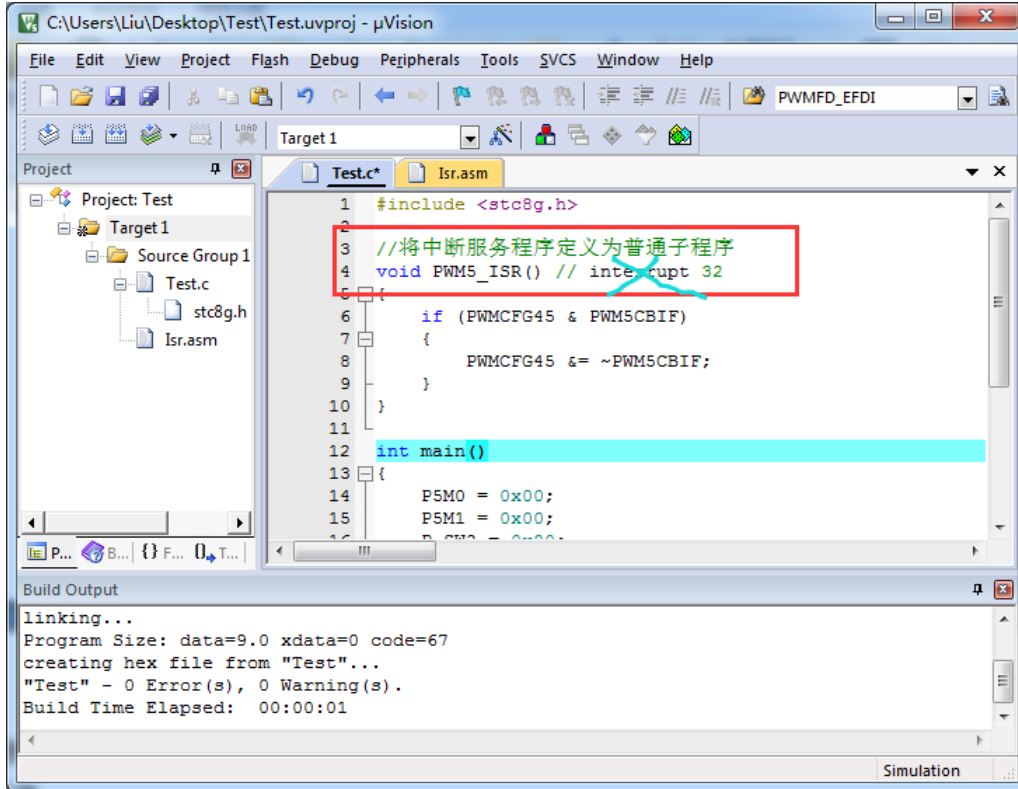 C:\Users\Liu\Desktop\Test\Test.uvproj - µVision
File Edit View Project Flash Debug Peripherals Tools SVCS Window Help
PWMFD_EFDI
LOAD Target 1
Project
Test.c* Isr.asm
Project: Test
Target 1
Source Group 1
Test.c
stc8g.h
Isr.asm
1 #include <stc8g.h>
2
3 //将中断服务程序定义为普通子程序
4 void PWM5_ISR() // interrupt 32
5 {
6 if (PWMCFG45 & PWM5CBIF)
7 {
8 PWMCFG45 &= ~PWM5CBIF;
9 }
10 }
11
12 int main()
13 {
14 P5M0 = 0x00;
15 P5M1 = 0x00;
P... B... {} F... T...
Build Output
linking...
Program Size: data=9.0 xdata=0 code=67
creating hex file from "Test"...
"Test" - 0 Error(s), 0 Warning(s).
Build Time Elapsed: 00:00:01
Simulation